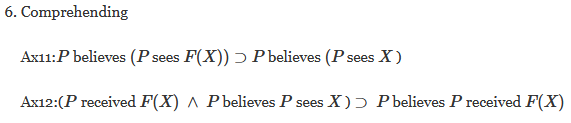 6. Comprehending
Ax11:P believes (P sees F(X)) ⊃ P believes (P sees X)
Ax12:(P received F(X) ∧ P believes P sees X) ⊃ P believes P received F(X)